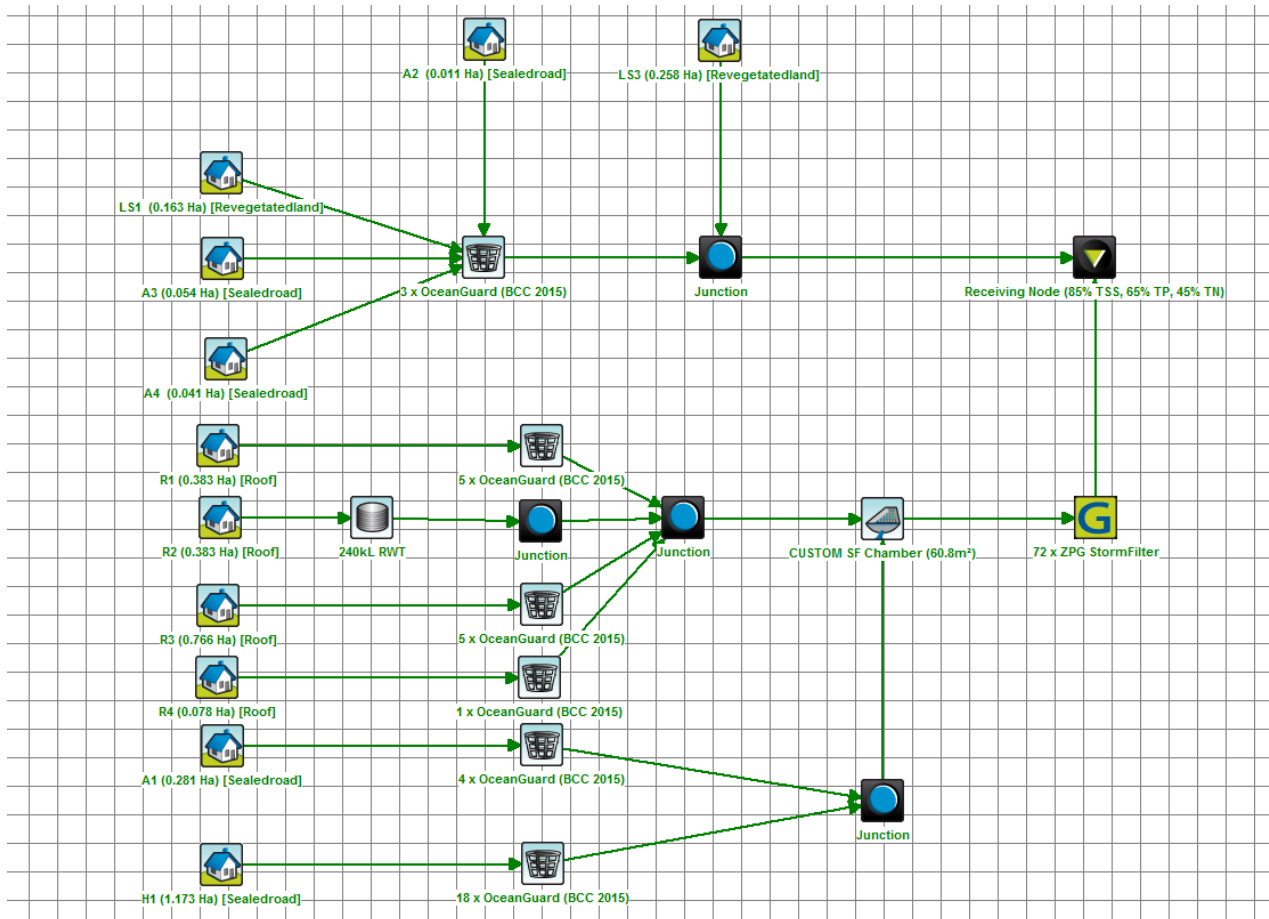 A2 (0.011 Ha) [Sealedroad]
LS3 (0.258 Ha) [Revegetatedland]
LS1 (0.163 Ha) [Revegetatedland]
A3 (0.054 Ha) [Sealedroad]
3 x OceanGuard (BCC 2015)
Junction
Receiving Node (85% TSS, 65% TP, 45% TN)
A4 (0.041 Ha) [Sealedroad]
R1 (0.383 Ha) [Roof]
5 x OceanGuard (BCC 2015)
R2 (0.383 Ha) [Roof]
240kL RWT
Junction
Junction
CUSTOM SF Chamber (60.8m²)
G
72 x ZPG StormFilter
R3 (0.766 Ha) [Roof]
5 x OceanGuard (BCC 2015)
R4 (0.078 Ha) [Roof]
1 x OceanGuard (BCC 2015)
A1 (0.281 Ha) [Sealedroad]
4 x OceanGuard (BCC 2015)
Junction
H1 (1.173 Ha) [Sealedroad]
18 x OceanGuard (BCC 2015)